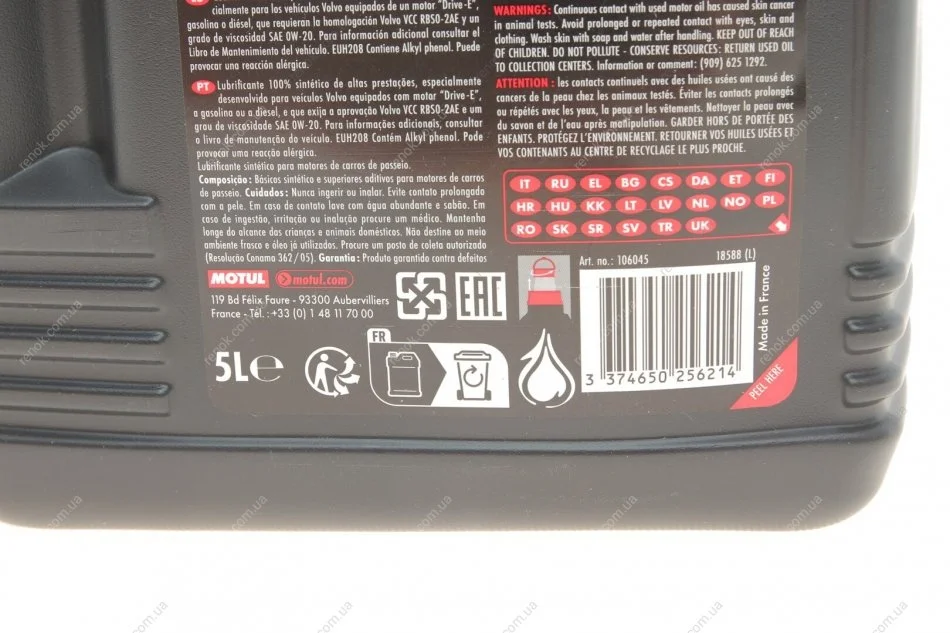 cialmente para los vehículos Volvo equipados de un motor "Drive-E",
gasolina o diésel, que requieran la homologación Volvo VCC RBS0-2AE y un
grado de viscosidad SAE 0W-20. Para información adicional consultar el
Libro de Mantenimiento del vehículo. EUH208 Contiene Alkyl phenol. Puede
provocar una reacción alérgica.
PT Lubrificante 100% sintético de altas prestações, especialmente
desenvolvido para veículos Volvo equipados com motor "Drive-E",
a gasolina ou a diésel, e que exija a aprovação Volvo VCC RBS0-2AE e um
grau de viscosidade SAE 0W-20. Para informações adicionais, consultar
o livro de manutenção do veículo. EUH208 Contém Alkyl phenol. Pode
provocar uma reacção alérgica.
Lubrificante sintético para motores de carros de passeio.
Composição: Básicos sintético e superiores aditivos para motores de carros
de passeio. Cuidados: Nunca ingerir ou inalar. Evite contato prolongado
com a pele. Em caso de contato lave com água abundante e sabão. Em
caso de ingestão, irritação ou inalação procure um médico. Mantenha
longe do alcance das crianças e animais domésticos. Não destine ao meio
ambiente frasco e óleo já utilizados. Procure um posto de coleta autorizada
(Resolução Conama 362/05). Garantia: Produto garantido contra defeitos
MOTUL motul.com
119 Bd Félix Faure - 93300 Aubervilliers
France - Tél.: +33 (0) 1 48 11 70 00
EAC
5L℮
FR
WARNINGS: Continuous contact with used motor oil has caused skin cancer
in animal tests. Avoid prolonged or repeated contact with eyes, skin and
clothing. Wash skin with soap and water after handling. KEEP OUT OF REACH
OF CHILDREN. DO NOT POLLUTE - CONSERVE RESOURCES: RETURN USED OIL
TO COLLECTION CENTERS. Information or comment: (909) 625 1292.
ATTENTION : les contacts continuels avec des huiles usées ont causé des
cancers de la peau chez les animaux testés. Éviter les contacts prolongés
ou répétés avec les yeux, la peau et les vêtements. Nettoyer la peau avec
du savon et de l'eau après manipulation. GARDER HORS DE PORTÉE DES
ENFANTS. PROTÉGEZ L'ENVIRONNEMENT. RETOURNER VOS HUILES USÉES ET
VOS CONTENANTS AU CENTRE DE RECYCLAGE LE PLUS PROCHE.
IT RU EL BG CS DA ET FI
HR HU KK LT LV NL NO PL
RO SK SR SV TR UK
Art. no.: 106045 18588 (L)
3 374650 256214
Made in France
PEEL HERE
renok.com.ua